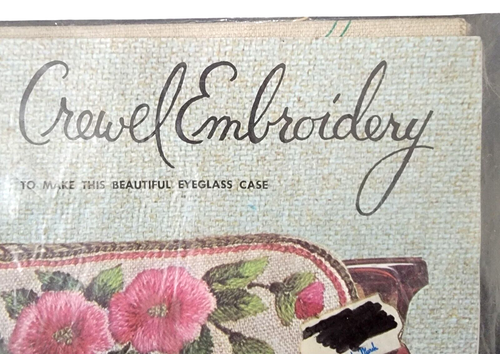 Crewel Embroidery
TO MAKE THIS BEAUTIFUL EYEGLASS CASE